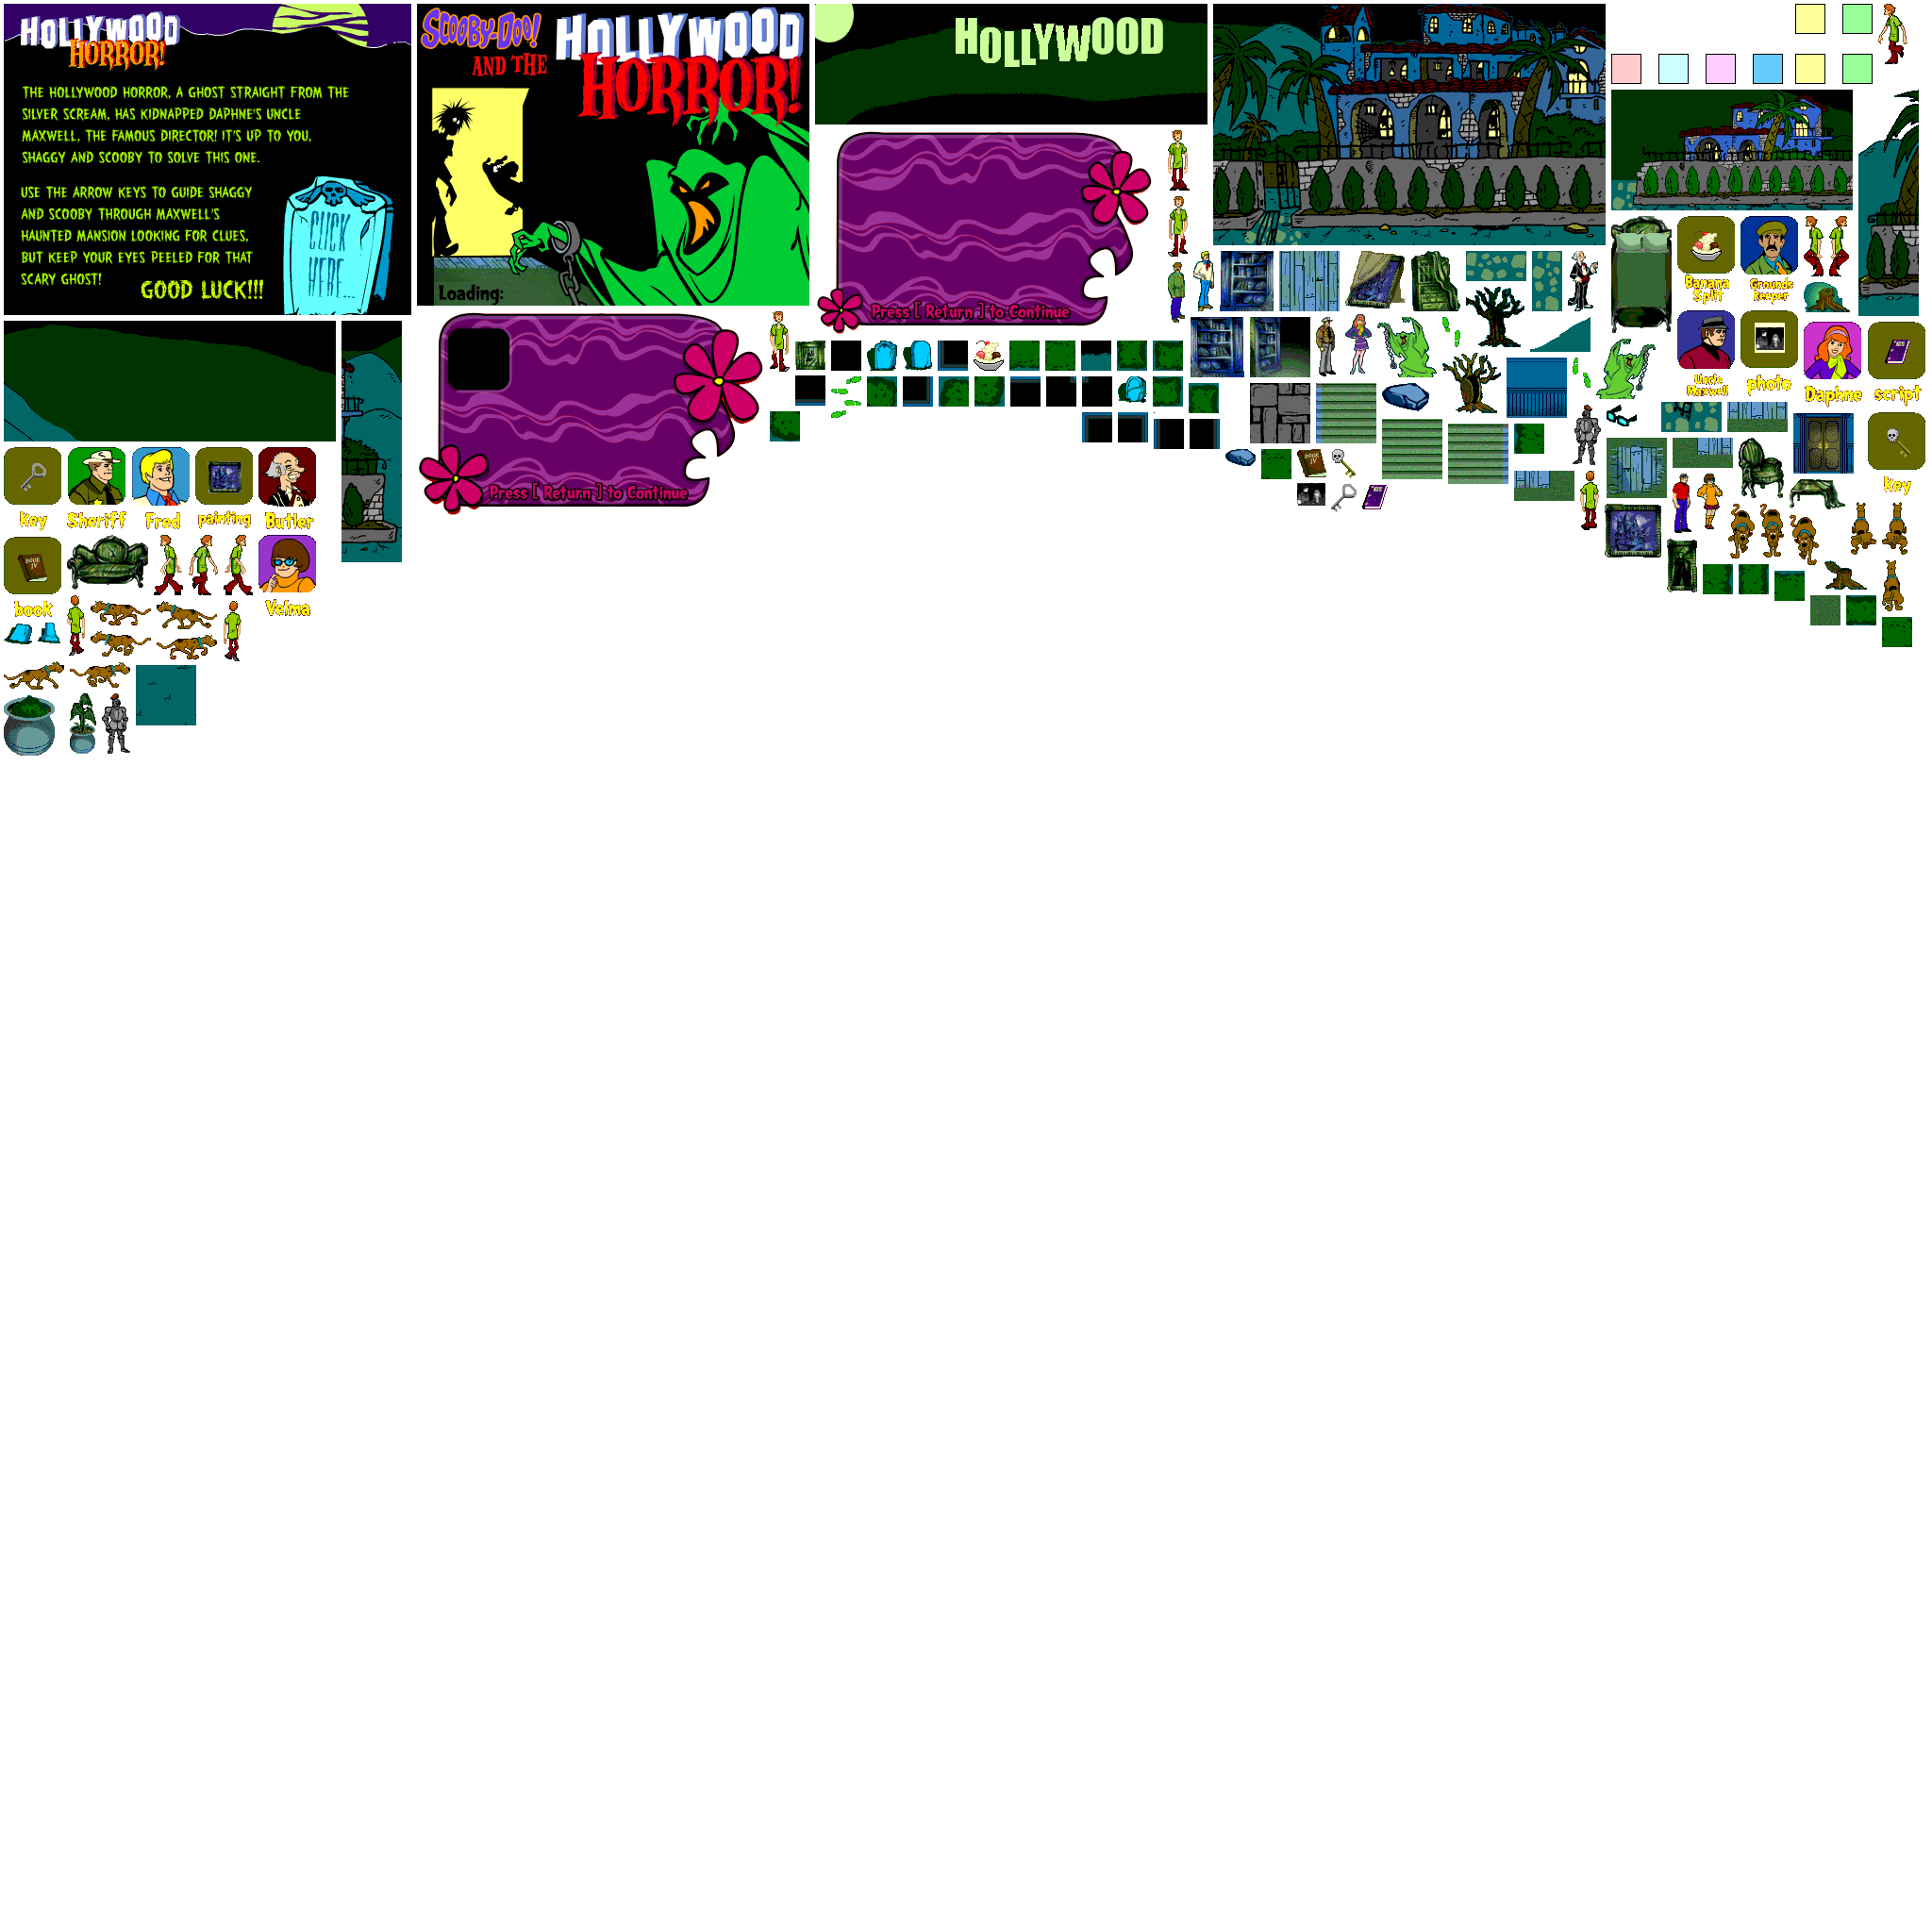 HOLLYWOOD
HORROR!
THE HOLLYWOOD HORROR, A GHOST STRAIGHT FROM THE
SILVER SCREAM, HAS KIDNAPPED DAPHNE'S UNCLE
MAXWELL, THE FAMOUS DIRECTOR! IT'S UP TO YOU,
SHAGGY AND SCOOBY TO SOLVE THIS ONE.
USE THE ARROW KEYS TO GUIDE SHAGGY
AND SCOOBY THROUGH MAXWELL'S
HAUNTED MANSION LOOKING FOR CLUES,
BUT KEEP YOUR EYES PEELED FOR THAT
SCARY GHOST!
GOOD LUCK!!!
CLICK
HERE...
SCOOBY-DOO!
AND THE
HOLLYWOOD
HORROR!
Loading:
HOLLYWOOD
Press [ Return ] to Continue
Press [ Return ] to Continue
Banana
Split
Grounds
Keeper
Uncle
Maxwell
photo
Daphne
script
key
key
Sheriff
Fred
painting
Butler
book
Velma
BOOK
IV
BOOK
IV